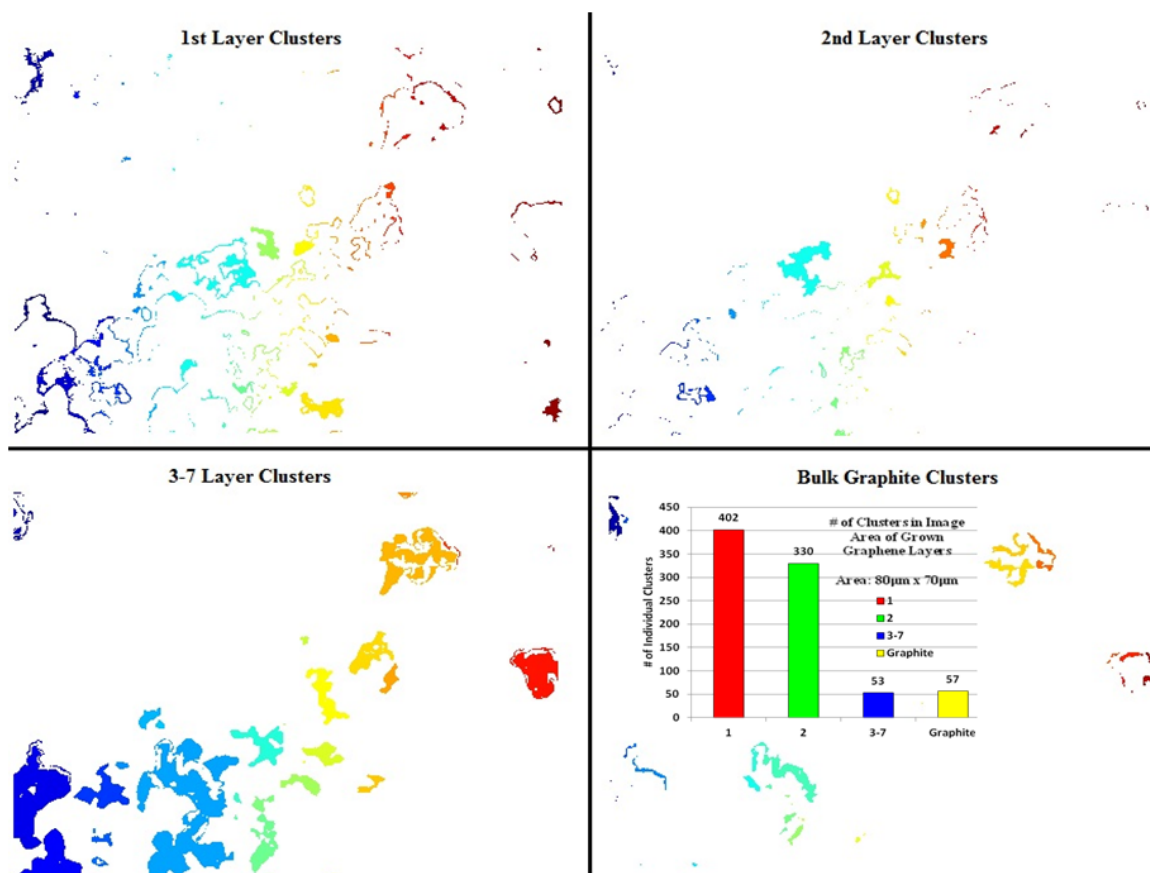 1st Layer Clusters
2nd Layer Clusters
3-7 Layer Clusters
Bulk Graphite Clusters
# of Clusters in Image
Area of Grown
Graphene Layers
Area: 80µm x 70µm
1
2
3-7
Graphite
# of Individual Clusters
450
400
350
300
250
200
150
100
50
0
402
330
53
57
1
2
3-7
Graphite